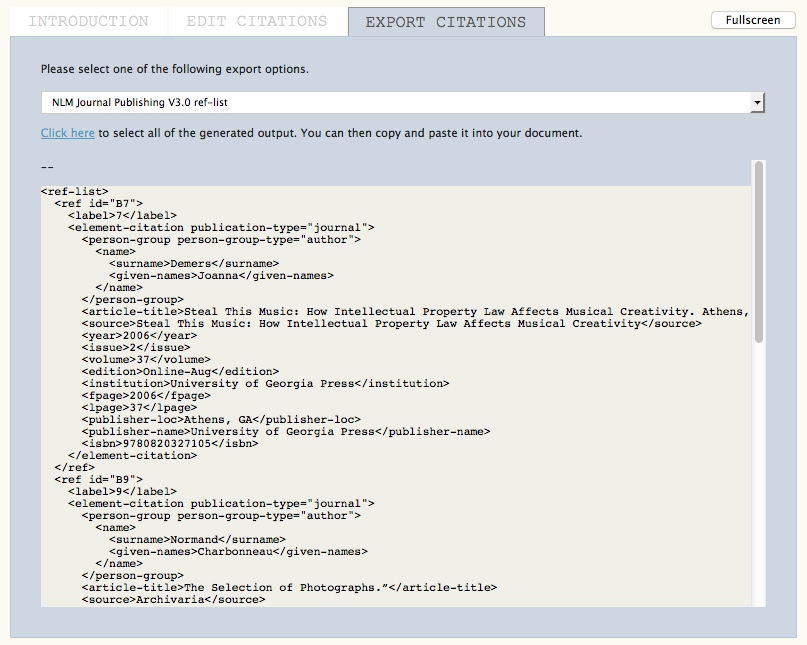 INTRODUCTION
EDIT CITATIONS
EXPORT CITATIONS
Fullscreen
Please select one of the following export options.
NLM Journal Publishing V3.0 ref-list
Click here to select all of the generated output. You can then copy and paste it into your document.
--
<ref-list>
  <ref id="B7">
    <label>7</label>
    <element-citation publication-type="journal">
      <person-group person-group-type="author">
        <name>
          <surname>Demers</surname>
          <given-names>Joanna</given-names>
        </name>
      </person-group>
      <article-title>Steal This Music: How Intellectual Property Law Affects Musical Creativity. Athens,
      <source>Steal This Music: How Intellectual Property Law Affects Musical Creativity</source>
      <year>2006</year>
      <issue>2</issue>
      <volume>37</volume>
      <edition>Online-Aug</edition>
      <institution>University of Georgia Press</institution>
      <fpage>2006</fpage>
      <lpage>37</lpage>
      <publisher-loc>Athens, GA</publisher-loc>
      <publisher-name>University of Georgia Press</publisher-name>
      <isbn>9780820327105</isbn>
    </element-citation>
  </ref>
  <ref id="B9">
    <label>9</label>
    <element-citation publication-type="journal">
      <person-group person-group-type="author">
        <name>
          <surname>Normand</surname>
          <given-names>Charbonneau</given-names>
        </name>
      </person-group>
      <article-title>The Selection of Photographs.”</article-title>
      <source>Archivaria</source>